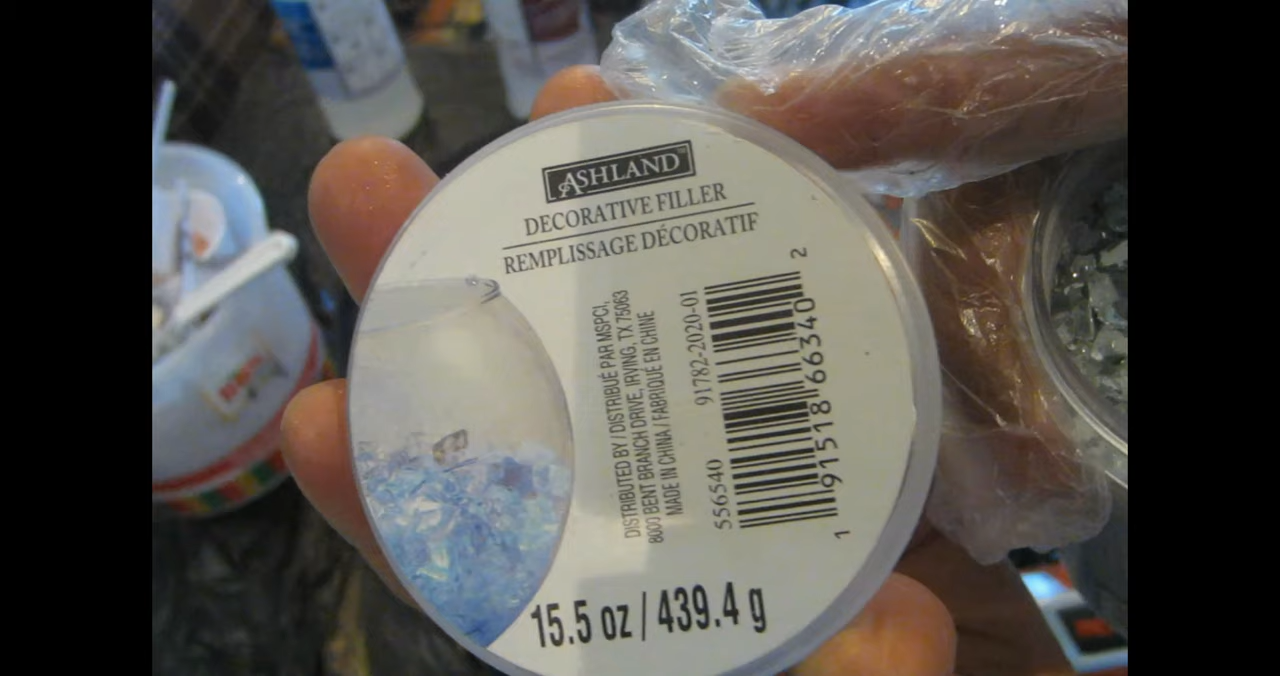 ASHLAND™
DECORATIVE FILLER
REMPLISSAGE DÉCORATIF
DISTRIBUTED BY / DISTRIBUÉ PAR MSPCI,
8000 BENT BRANCH DRIVE, IRVING, TX 75063
MADE IN CHINA / FABRIQUÉ EN CHINE
91782-2020-01
556540
1 91518 66340 2
15.5 oz / 439.4 g